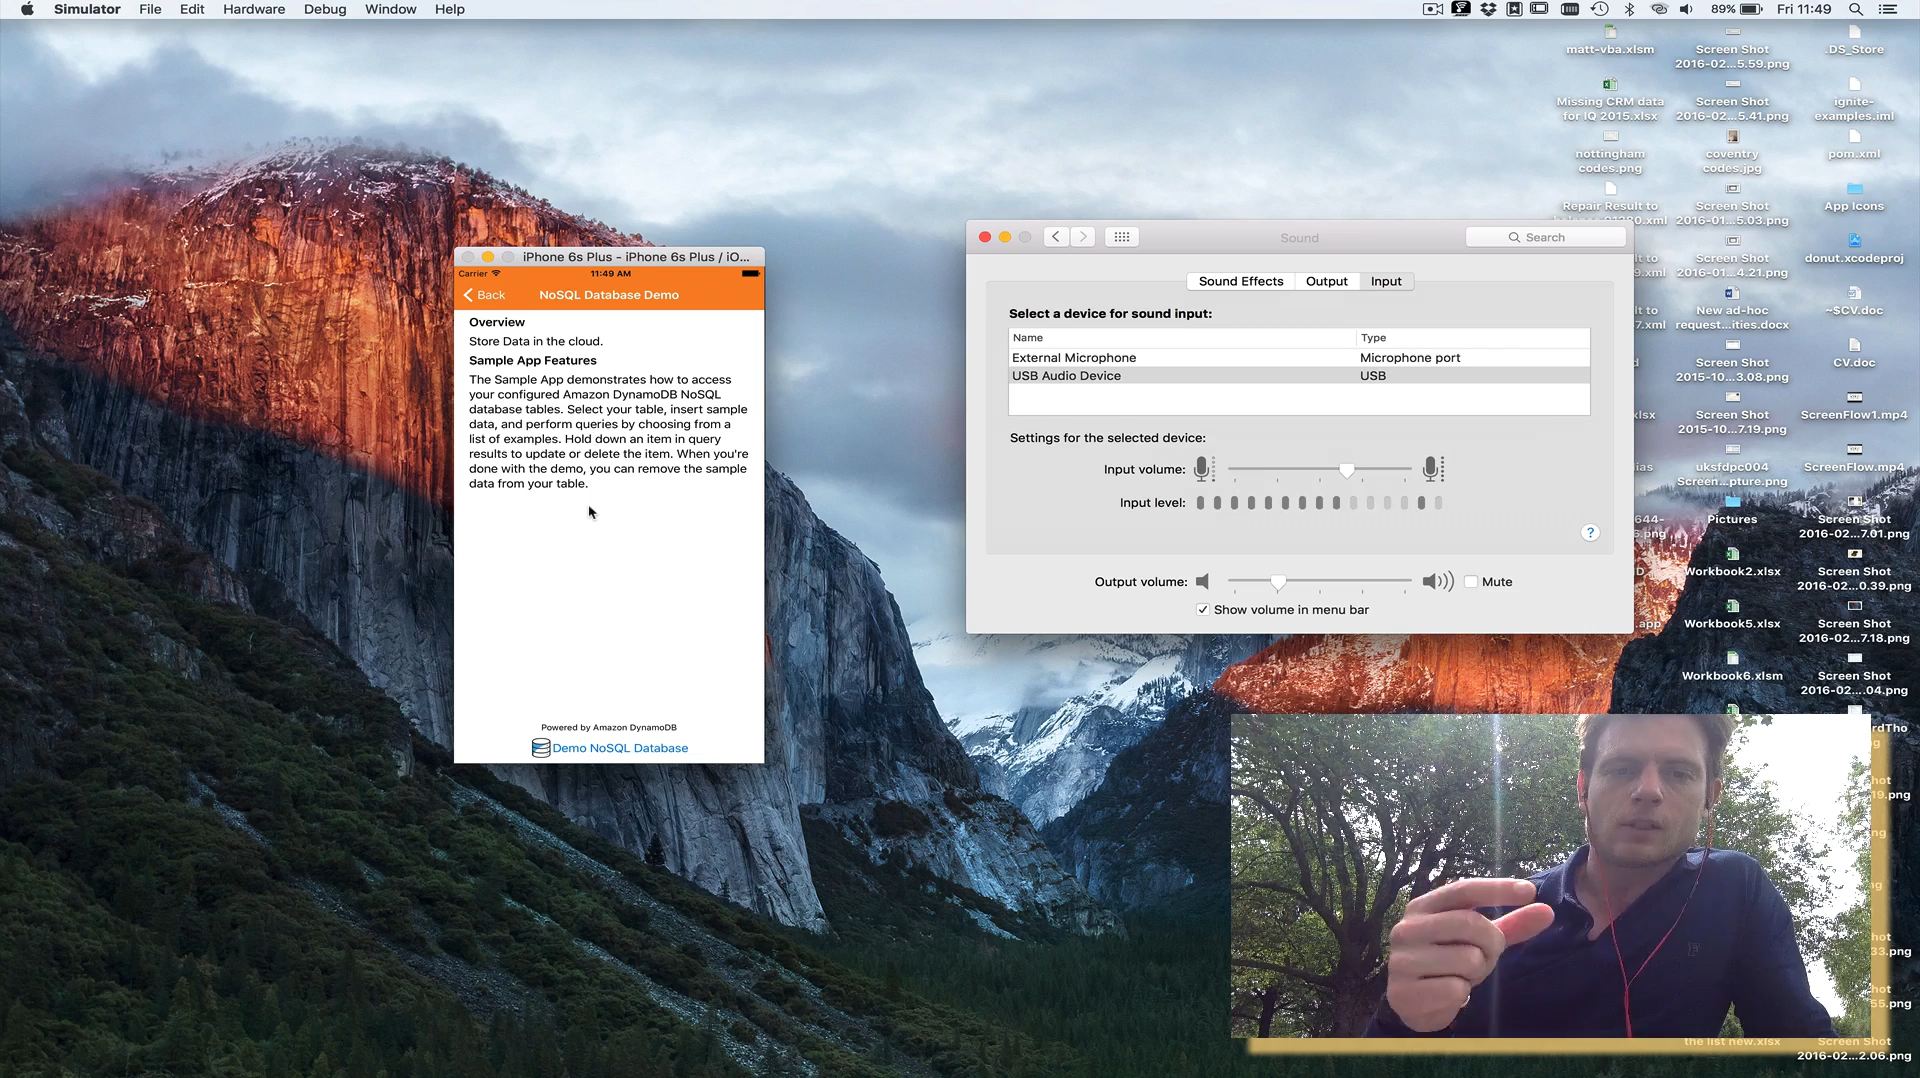 Simulator File Edit Hardware Debug Window Help
89% Fri 11:49
iPhone 6s Plus - iPhone 6s Plus / iO...
Carrier 11:49 AM
Back NoSQL Database Demo
Overview
Store Data in the cloud.
Sample App Features
The Sample App demonstrates how to access
your configured Amazon DynamoDB NoSQL
database tables. Select your table, insert sample
data, and perform queries by choosing from a
list of examples. Hold down an item in query
results to update or delete the item. When you're
done with the demo, you can remove the sample
data from your table.
Powered by Amazon DynamoDB
Demo NoSQL Database
Sound
Search
Sound Effects Output Input
Select a device for sound input:
Name Type
External Microphone Microphone port
USB Audio Device USB
Settings for the selected device:
Input volume:
Input level:
?
Output volume: Mute
Show volume in menu bar
matt-vba.xlsm
Missing CRM data
for IQ 2015.xlsx
nottingham
codes.png
Repair Result to
Screen Shot
2016-02...5.59.png
Screen Shot
2016-02...5.41.png
coventry
codes.jpg
Screen Shot
2016-01...5.03.png
Screen Shot
2016-01...4.21.png
New ad-hoc
request...ities.docx
Screen Shot
2015-10...3.08.png
Screen Shot
2015-10...7.19.png
uksfdpc004
Screen...pture.png
Pictures
Workbook2.xlsx
Workbook5.xlsx
Workbook6.xlsm
the list new.xlsx
.DS_Store
ignite-
examples.iml
pom.xml
App Icons
donut.xcodeproj
~$CV.doc
CV.doc
ScreenFlow1.mp4
ScreenFlow.mp4
Screen Shot
2016-02...7.01.png
Screen Shot
2016-02...0.39.png
Screen Shot
2016-02...7.18.png
Screen Shot
2016-02....04.png
Screen Shot
2016-02...2.06.png